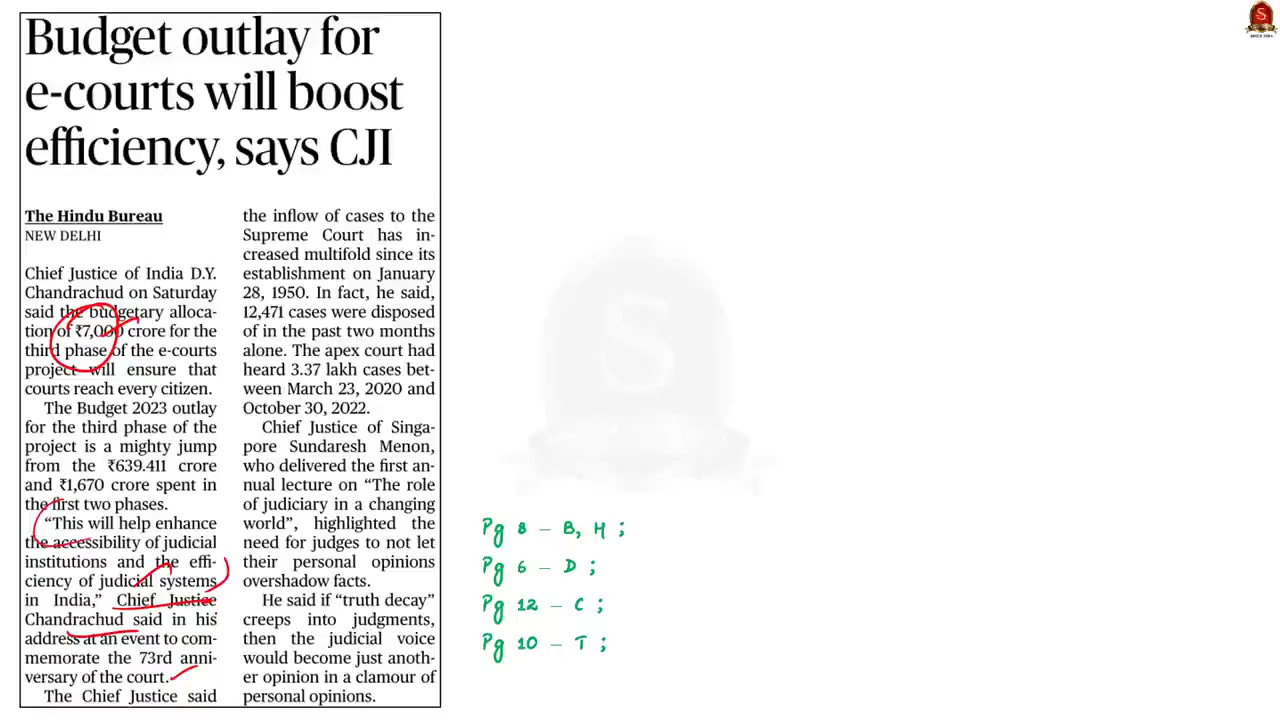 Budget outlay for
e-courts will boost
efficiency, says CJI
The Hindu Bureau
NEW DELHI
Chief Justice of India D.Y.
Chandrachud on Saturday
said the budgetary alloca-
tion of ₹7,000 crore for the
third phase of the e-courts
project will ensure that
courts reach every citizen.
The Budget 2023 outlay
for the third phase of the
project is a mighty jump
from the ₹639.411 crore
and ₹1,670 crore spent in
the first two phases.
“This will help enhance
the accessibility of judicial
institutions and the effi-
ciency of judicial systems
in India,” Chief Justice
Chandrachud said in his
address at an event to com-
memorate the 73rd anni-
versary of the court.
The Chief Justice said
the inflow of cases to the
Supreme Court has in-
creased multifold since its
establishment on January
28, 1950. In fact, he said,
12,471 cases were disposed
of in the past two months
alone. The apex court had
heard 3.37 lakh cases bet-
ween March 23, 2020 and
October 30, 2022.
Chief Justice of Singa-
pore Sundaresh Menon,
who delivered the first an-
nual lecture on “The role
of judiciary in a changing
world”, highlighted the
need for judges to not let
their personal opinions
overshadow facts.
He said if “truth decay”
creeps into judgments,
then the judicial voice
would become just anoth-
er opinion in a clamour of
personal opinions.
Pg 8 – B, H ;
Pg 6 – D ;
Pg 12 – C ;
Pg 10 – T ;
S
S